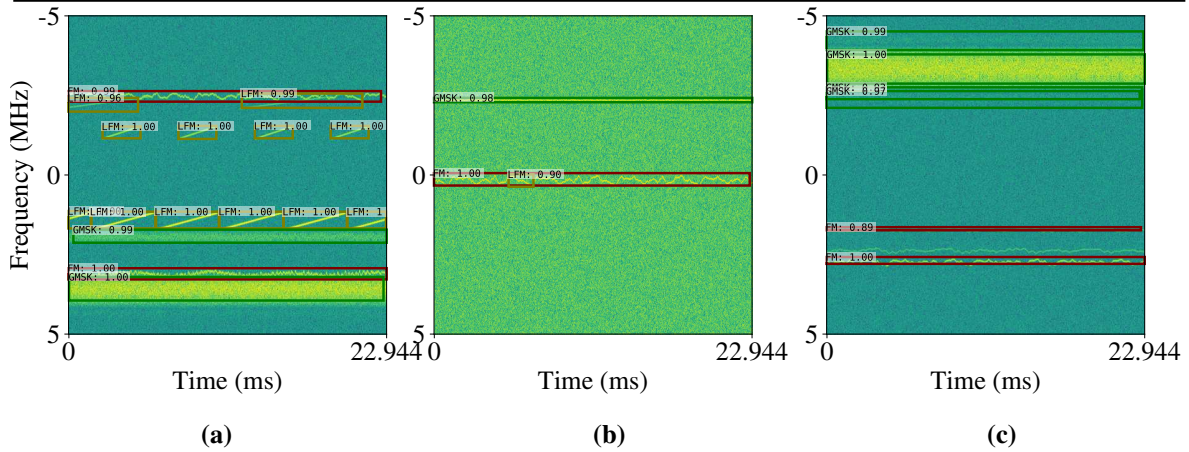 -5
0
5
Frequency (MHz)
FM: 0.99
FM: 0.96
LFM: 0.99
LFM: 1.00
LFM: 1.00
LFM: 1.00
LFM: 1.00
LFM: 1.00
LFM: 1.00
LFM: 1.00
LFM: 1.00
LFM: 1
GMSK: 0.99
FM: 1.00
GMSK: 1.00
0
22.944
Time (ms)
(a)
-5
0
5
GMSK: 0.98
FM: 1.00
LFM: 0.90
0
22.944
Time (ms)
(b)
-5
0
5
GMSK: 0.99
GMSK: 1.00
GMSK: 0.97
FM: 0.89
FM: 1.00
0
22.944
Time (ms)
(c)